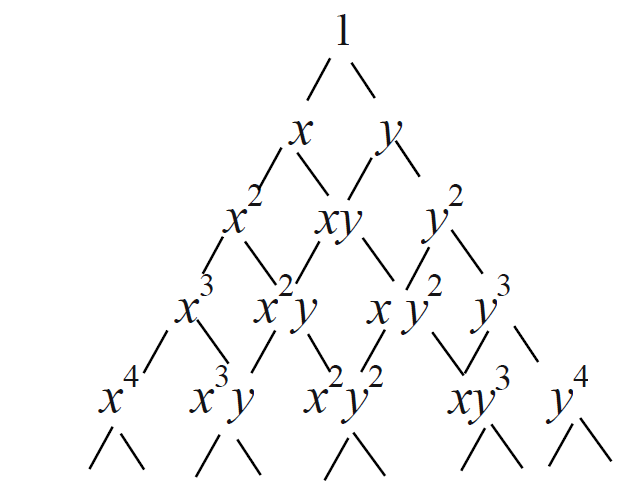 1
x y
x² xy y²
x³ x²y x y² y³
x⁴ x³y x²y² xy³ y⁴